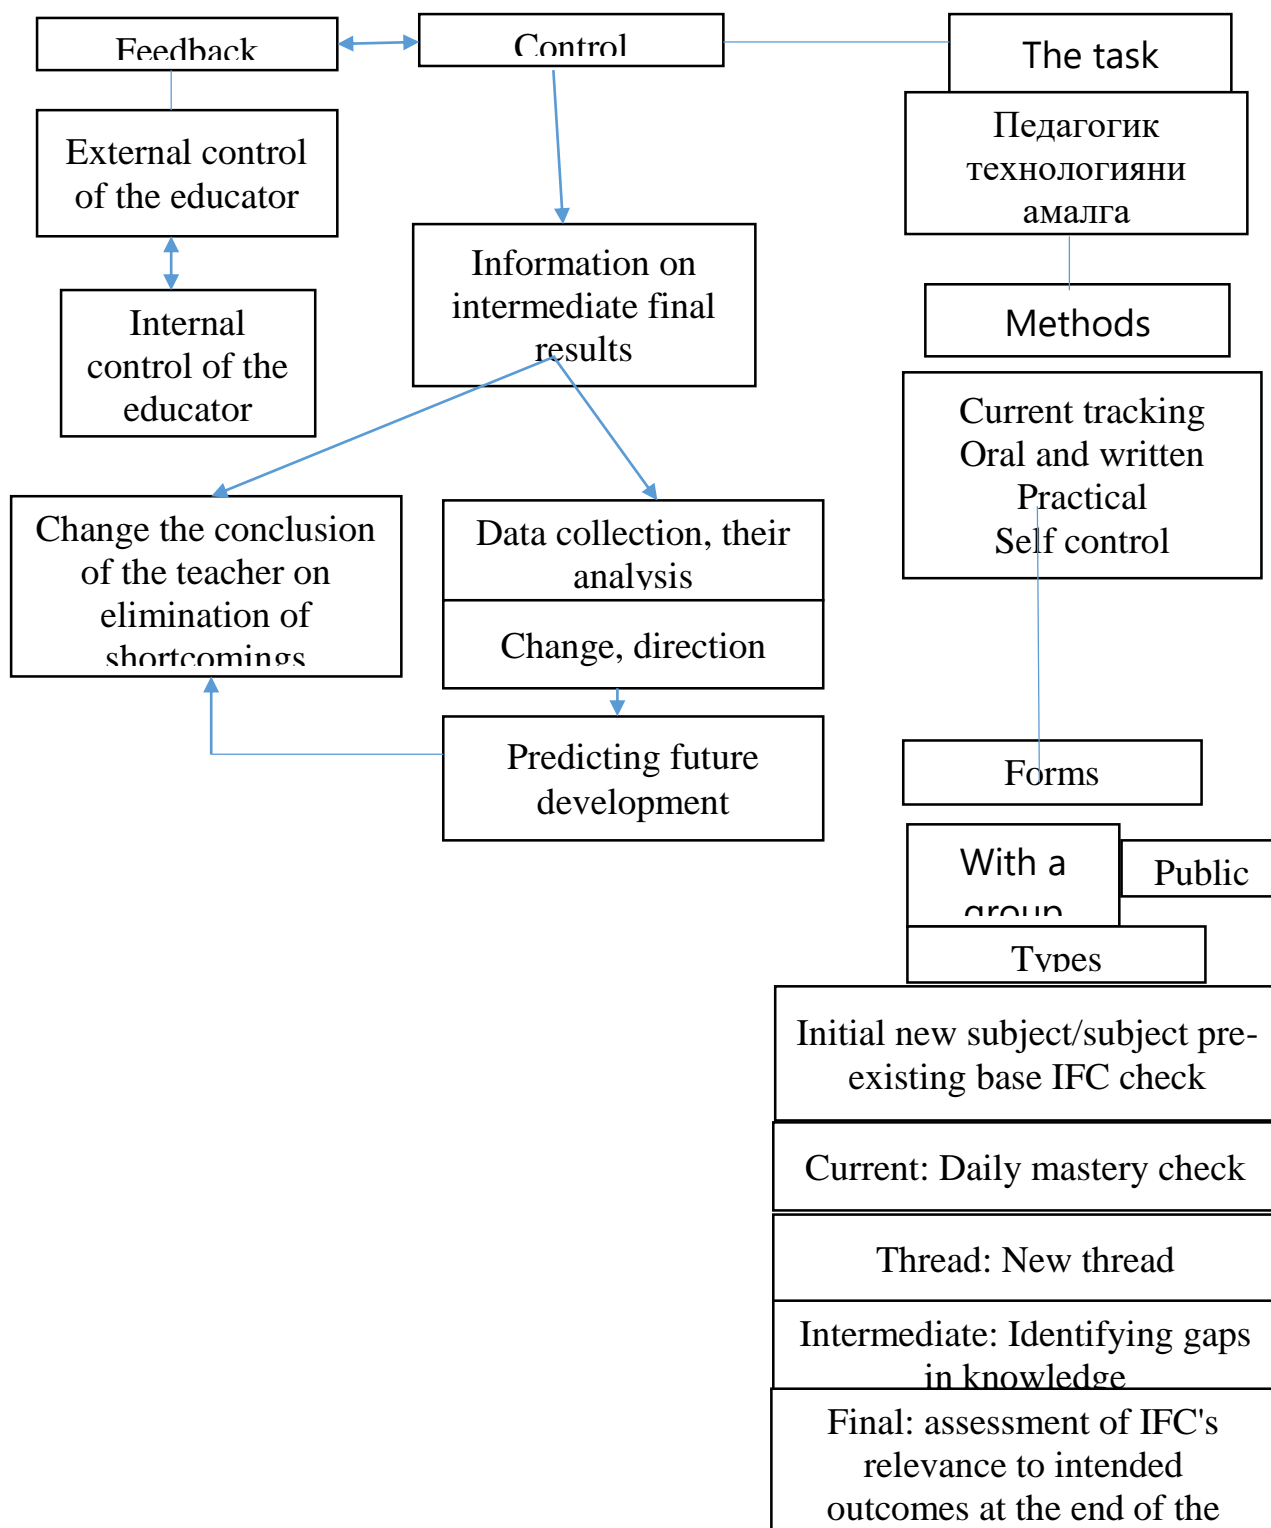 Feedback
Control
The task
External control
of the educator
Педагогик
технологияни
амалга
Internal
control of the
educator
Information on
intermediate final
results
Methods
Current tracking
Oral and written
Practical
Self control
Change the conclusion
of the teacher on
elimination of
shortcomings
Data collection, their
analysis
Change, direction
Predicting future
development
Forms
With a
group
Public
Types
Initial new subject/subject pre-
existing base IFC check
Current: Daily mastery check
Thread: New thread
Intermediate: Identifying gaps
in knowledge
Final: assessment of IFC's
relevance to intended
outcomes at the end of the